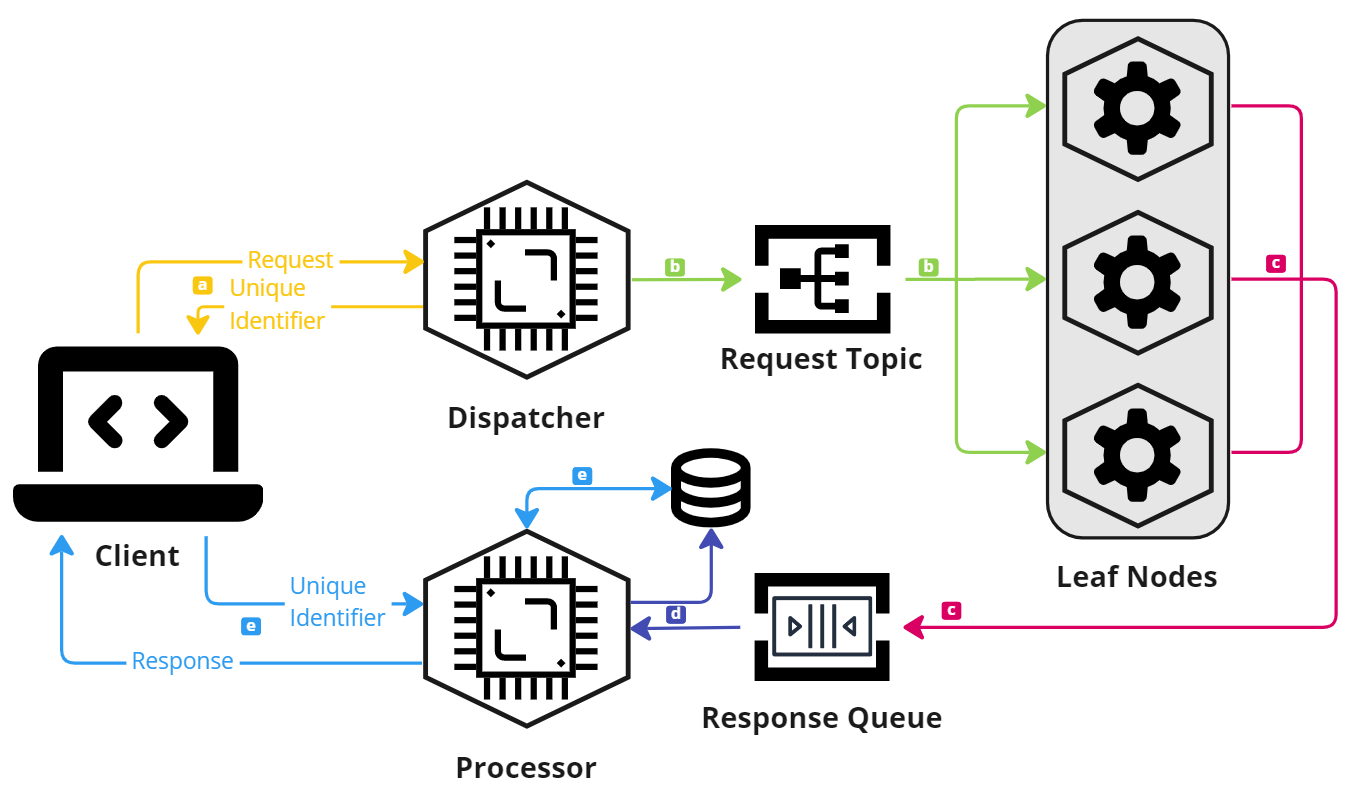 Request
a
Unique
Identifier
b
b
c
Request Topic
Dispatcher
e
Client
Leaf Nodes
Unique
Identifier
e
d
c
Response
Response Queue
Processor